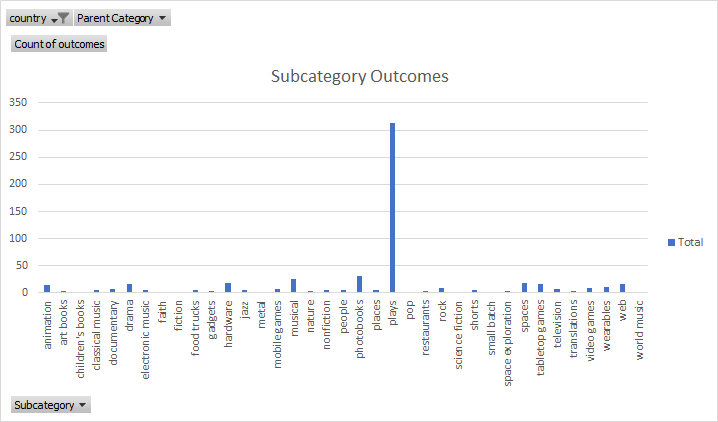 country Parent Category
Count of outcomes
Subcategory Outcomes
350
300
250
200
150
100
50
0
animation
art books
children's books
classical music
documentary
drama
electronic music
faith
fiction
food trucks
gadgets
hardware
jazz
metal
mobile games
musical
nature
nonfiction
people
photobooks
places
plays
pop
restaurants
rock
science fiction
shorts
small batch
space exploration
spaces
tabletop games
television
translations
video games
wearables
web
world music
Total
Subcategory